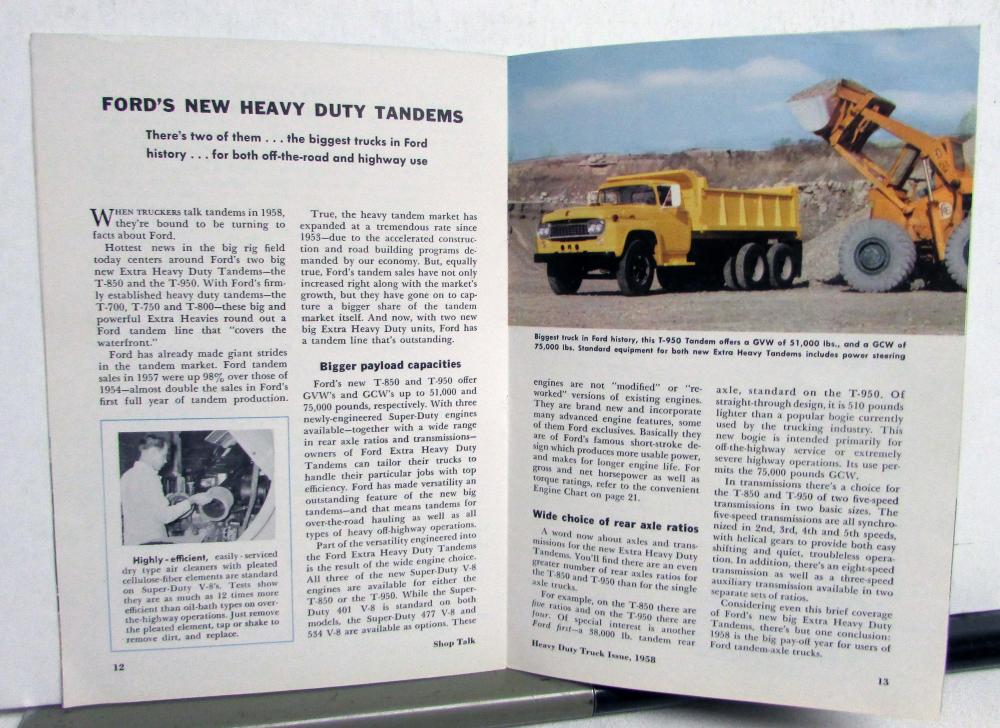 FORD'S NEW HEAVY DUTY TANDEMS
There's two of them . . . the biggest trucks in Ford
history . . . for both off-the-road and highway use
WHEN TRUCKERS talk tandems in 1958,
they're bound to be turning to
facts about Ford.
Hottest news in the big rig field
today centers around Ford's two big
new Extra Heavy Duty Tandems—the
T-850 and the T-950. With Ford's firm-
ly established heavy duty tandems—the
T-700, T-750 and T-800—these big and
powerful Extra Heavies round out a
Ford tandem line that "covers the
waterfront."
Ford has already made giant strides
in the tandem market. Ford tandem
sales in 1957 were up 98% over those of
1954—almost double the sales in Ford's
first full year of tandem production.
Highly-efficient, easily-serviced
dry type air cleaners with pleated
cellulose-fiber elements are standard
on Super-Duty V-8's. Tests show
they are as much as 12 times more
efficient than oil-bath types on over-
the-highway operations. Just remove
the pleated element, tap or shake to
remove dirt, and replace.
12
True, the heavy tandem market has
expanded at a tremendous rate since
1953—due to the accelerated construc-
tion and road building programs de-
manded by our economy. But, equally
true, Ford's tandem sales have not only
increased right along with the market's
growth, but they have gone on to cap-
ture a bigger share of the tandem
market itself. And now, with two new
big Extra Heavy Duty units, Ford has
a tandem line that's outstanding.
Bigger payload capacities
Ford's new T-850 and T-950 offer
GVW's and GCW's up to 51,000 and
75,000 pounds, respectively. With three
newly-engineered Super-Duty engines
available—together with a wide range
in rear axle ratios and transmissions—
owners of Ford Extra Heavy Duty
Tandems can tailor their trucks to
handle their particular jobs with top
efficiency. Ford has made versatility an
outstanding feature of the new big
tandems—and that means tandems for
over-the-road hauling as well as all
types of heavy off-highway operations.
Part of the versatility engineered into
the Ford Extra Heavy Duty Tandems
is the result of the wide engine choice.
All three of the new Super-Duty V-8
engines are available for either the
T-850 or the T-950. While the Super-
Duty 401 V-8 is standard on both
models, the Super-Duty 477 V-8 and
534 V-8 are available as options. These
Shop Talk
Biggest truck in Ford history, this T-950 Tandem offers a GVW of 51,000 lbs., and a GCW of
75,000 lbs. Standard equipment for both new Extra Heavy Tandems includes power steering
engines are not "modified" or "re-
worked" versions of existing engines.
They are brand new and incorporate
many advanced engine features, some
of them Ford exclusives. Basically they
are of Ford's famous short-stroke de-
sign which produces more usable power,
and makes for longer engine life. For
gross and net horsepower as well as
torque ratings, refer to the convenient
Engine Chart on page 21.
Wide choice of rear axle ratios
A word now about axles and trans-
missions for the new Extra Heavy Duty
Tandems. You'll find there are an even
greater number of rear axles ratios for
the T-850 and T-950 than for the single
axle trucks.
For example, on the T-850 there are
five ratios and on the T-950 there are
four. Of special interest is another
Ford first—a 38,000 lb. tandem rear
Heavy Duty Truck Issue, 1958
axle, standard on the T-950. Of
straight-through design, it is 510 pounds
lighter than a popular bogie currently
used by the trucking industry. This
new bogie is intended primarily for
off-the-highway service or extremely
severe highway operations. Its use per-
mits the 75,000 pounds GCW.
In transmissions there's a choice for
the T-850 and T-950 of two five-speed
transmissions in two basic sizes. The
five-speed transmissions are all synchro-
nized in 2nd, 3rd, 4th and 5th speeds,
with helical gears to provide both easy
shifting and quiet, troubleless opera-
tion. In addition, there's an eight-speed
transmission as well as a three-speed
auxiliary transmission available in two
separate sets of ratios.
Considering even this brief coverage
of Ford's new big Extra Heavy Duty
Tandems, there's but one conclusion:
1958 is the big pay-off year for users of
Ford tandem-axle trucks.
13